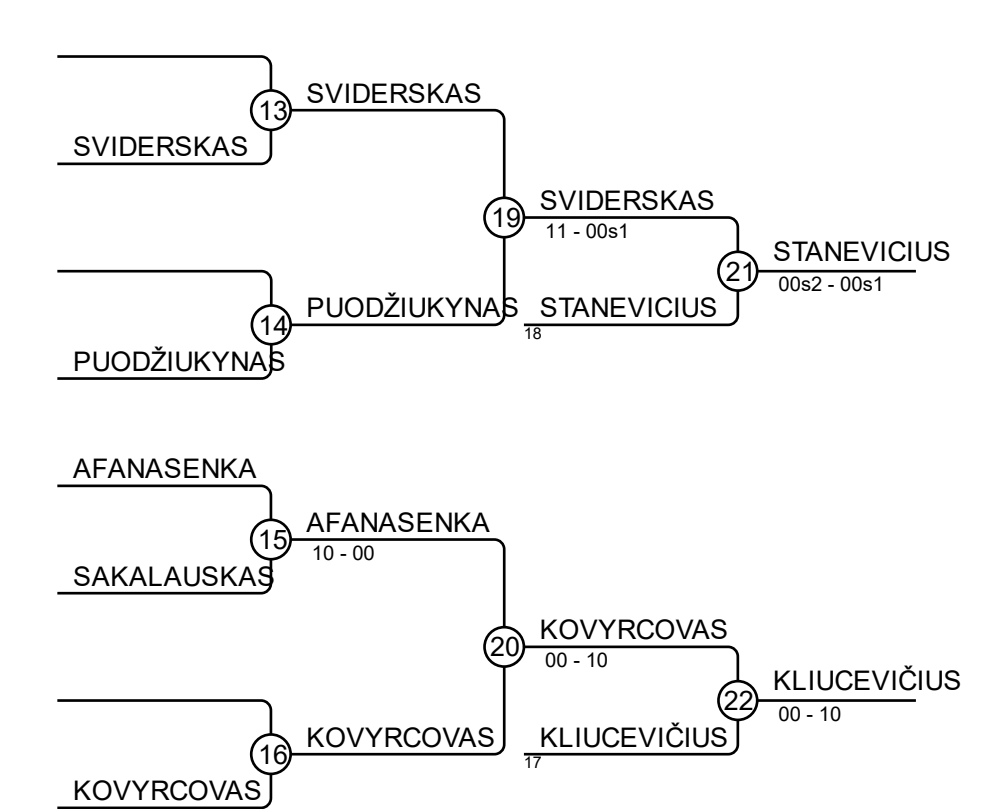 SVIDERSKAS
13
SVIDERSKAS
SVIDERSKAS
19
11 - 00s1
STANEVICIUS
21
00s2 - 00s1
PUODŽIUKYNAS
STANEVICIUS
18
14
PUODŽIUKYNAS
AFANASENKA
AFANASENKA
15
10 - 00
SAKALAUSKAS
KOVYRCOVAS
20
00 - 10
KLIUCEVIČIUS
22
00 - 10
KOVYRCOVAS
KLIUCEVIČIUS
17
16
KOVYRCOVAS